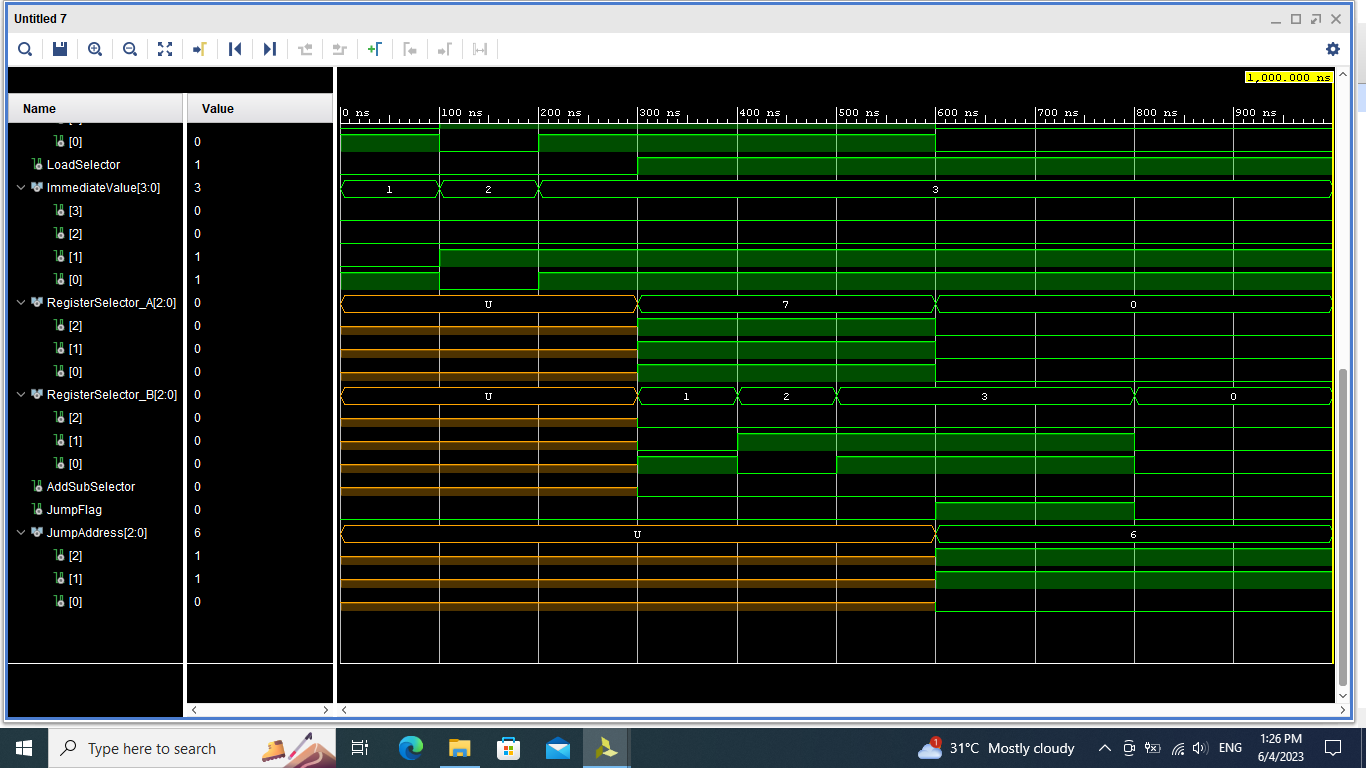 Untitled 7
1,000.000 ns
Name Value
0 ns 100 ns 200 ns 300 ns 400 ns 500 ns 600 ns 700 ns 800 ns 900 ns
[0] 0
LoadSelector 1
ImmediateValue[3:0] 3 1 2 3
[3] 0
[2] 0
[1] 1
[0] 1
RegisterSelector_A[2:0] 0 U 7 0
[2] 0
[1] 0
[0] 0
RegisterSelector_B[2:0] 0 U 1 2 3 0
[2] 0
[1] 0
[0] 0
AddSubSelector 0
JumpFlag 0
JumpAddress[2:0] 6 U 6
[2] 1
[1] 1
[0] 0
Type here to search
1
31°C Mostly cloudy
ENG
1:26 PM
6/4/2023